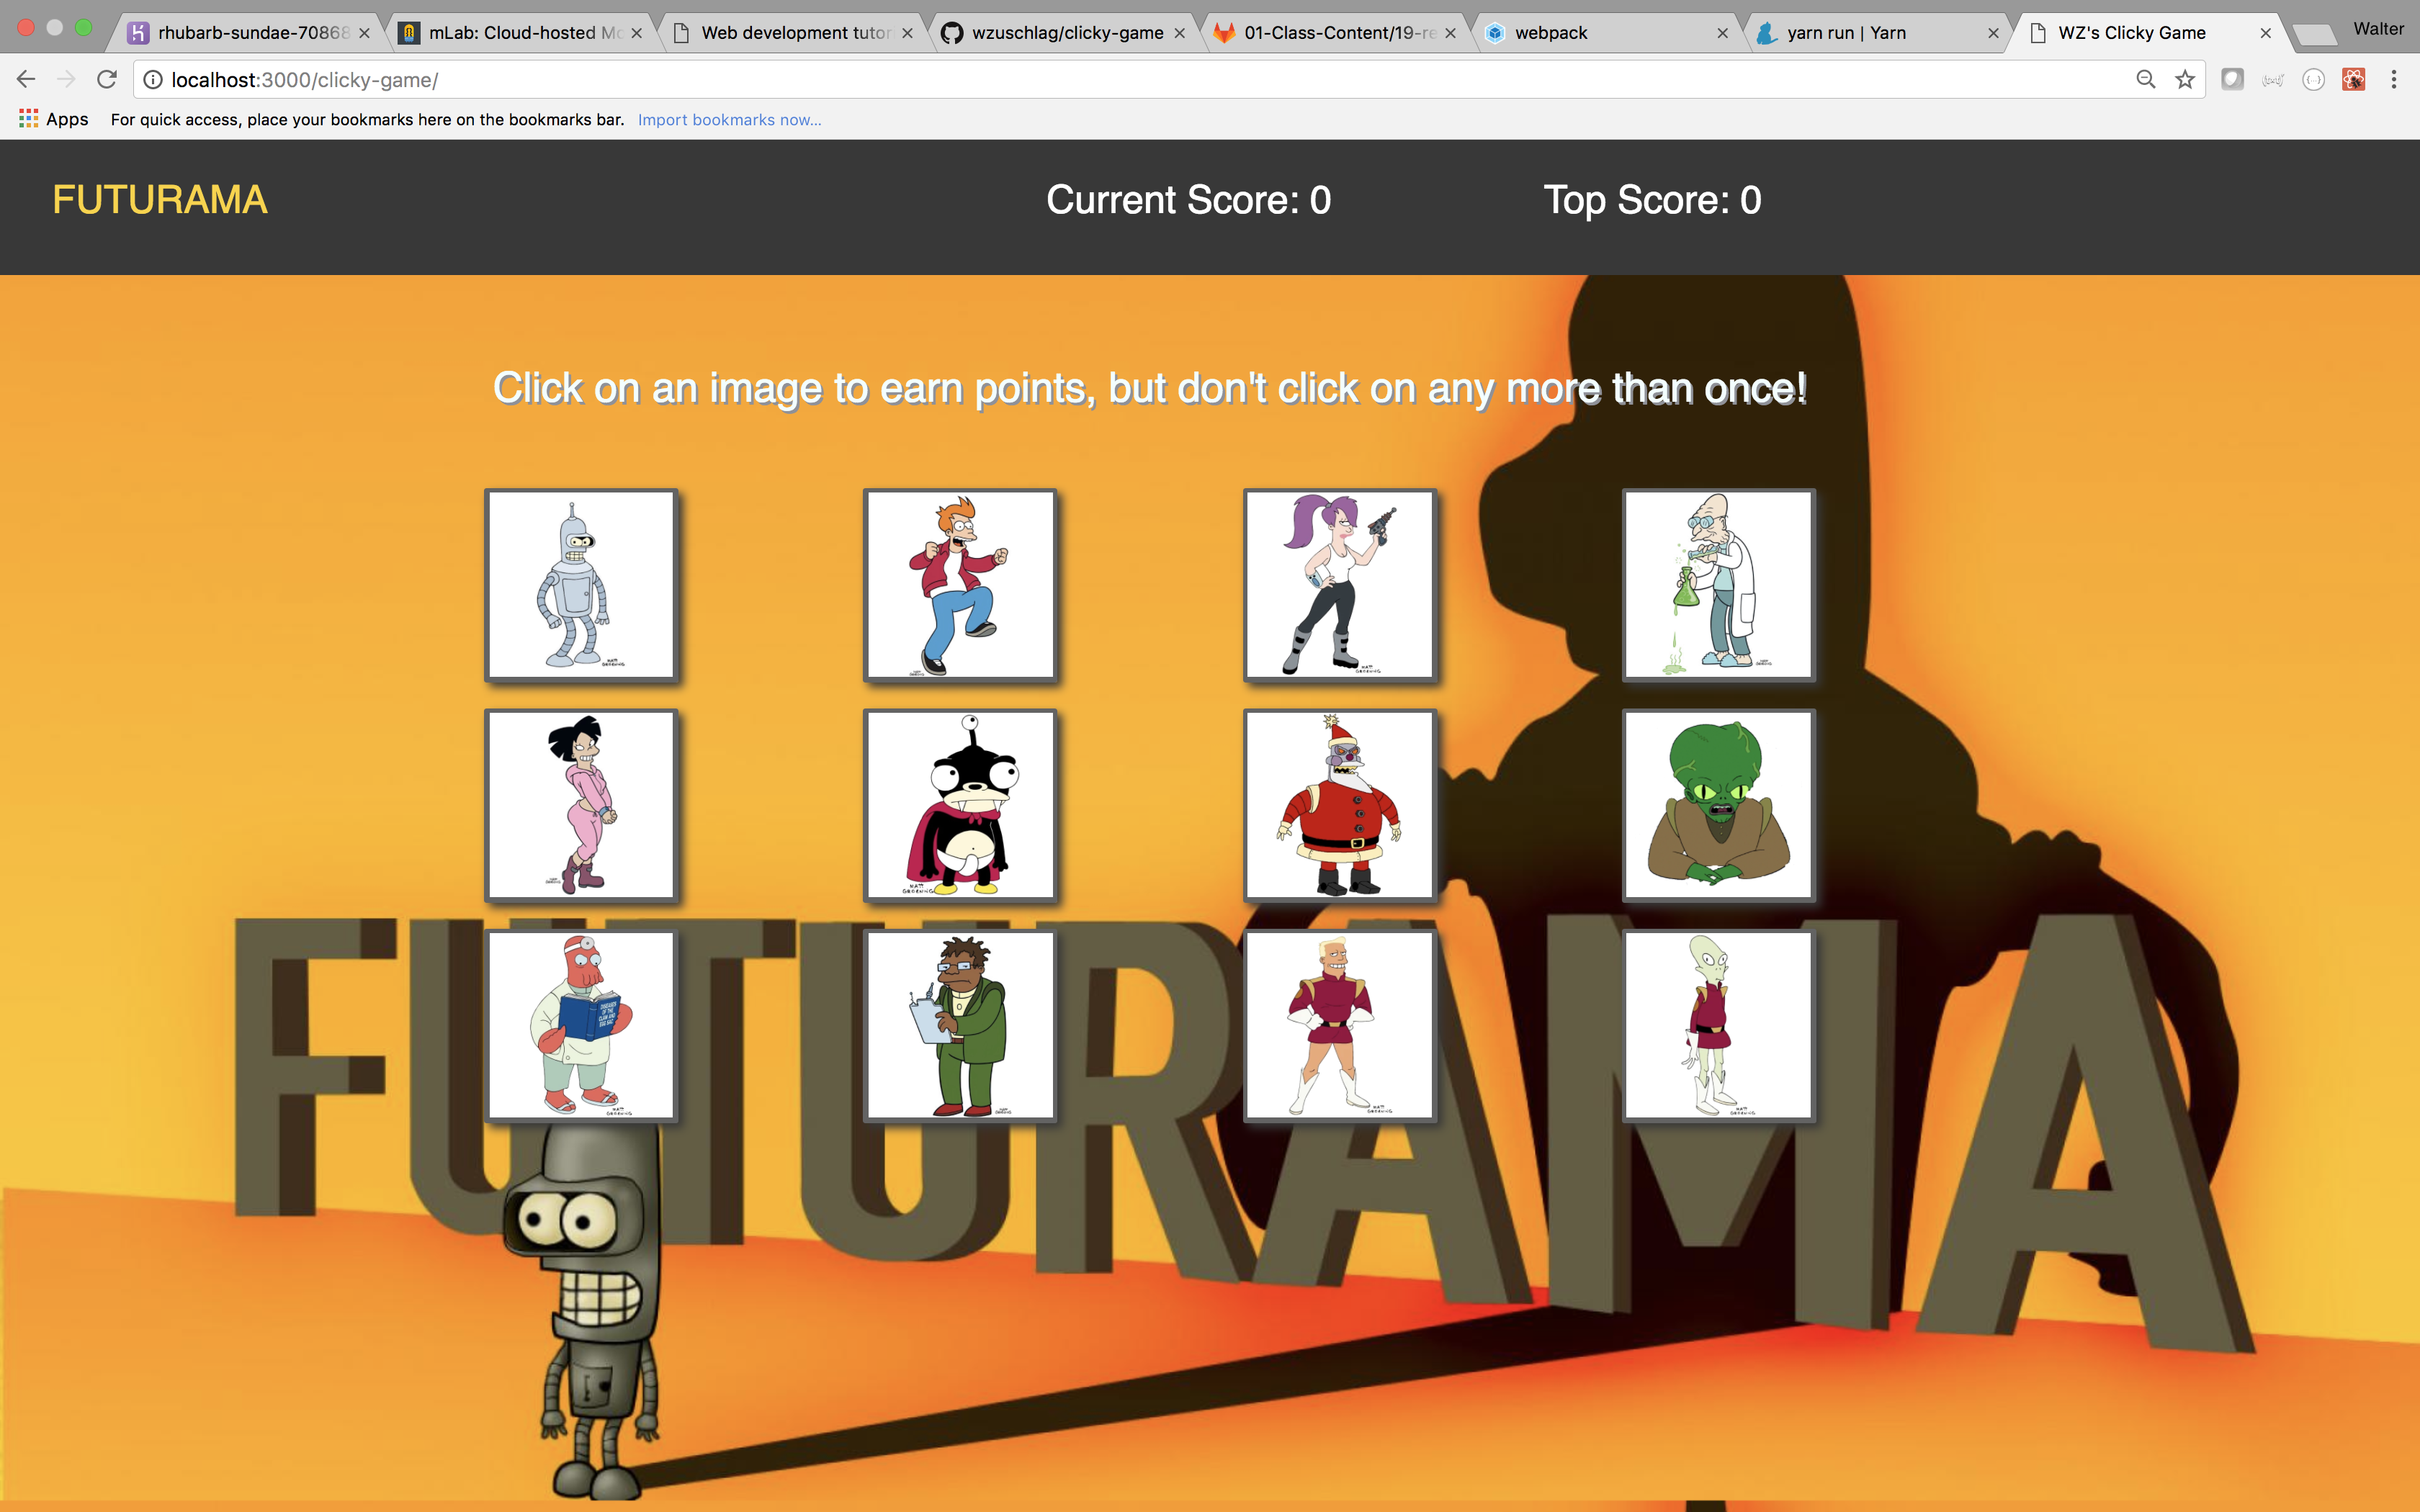 rhubarb-sundae-70868
mLab: Cloud-hosted Mo
Web development tutor
wzuschlag/clicky-game
01-Class-Content/19-re
webpack
yarn run | Yarn
WZ's Clicky Game
Walter
localhost:3000/clicky-game/
Apps
For quick access, place your bookmarks here on the bookmarks bar.
Import bookmarks now...
FUTURAMA
Current Score: 0
Top Score: 0
Click on an image to earn points, but don't click on any more than once!
MATT GROENING
FUTURAMA